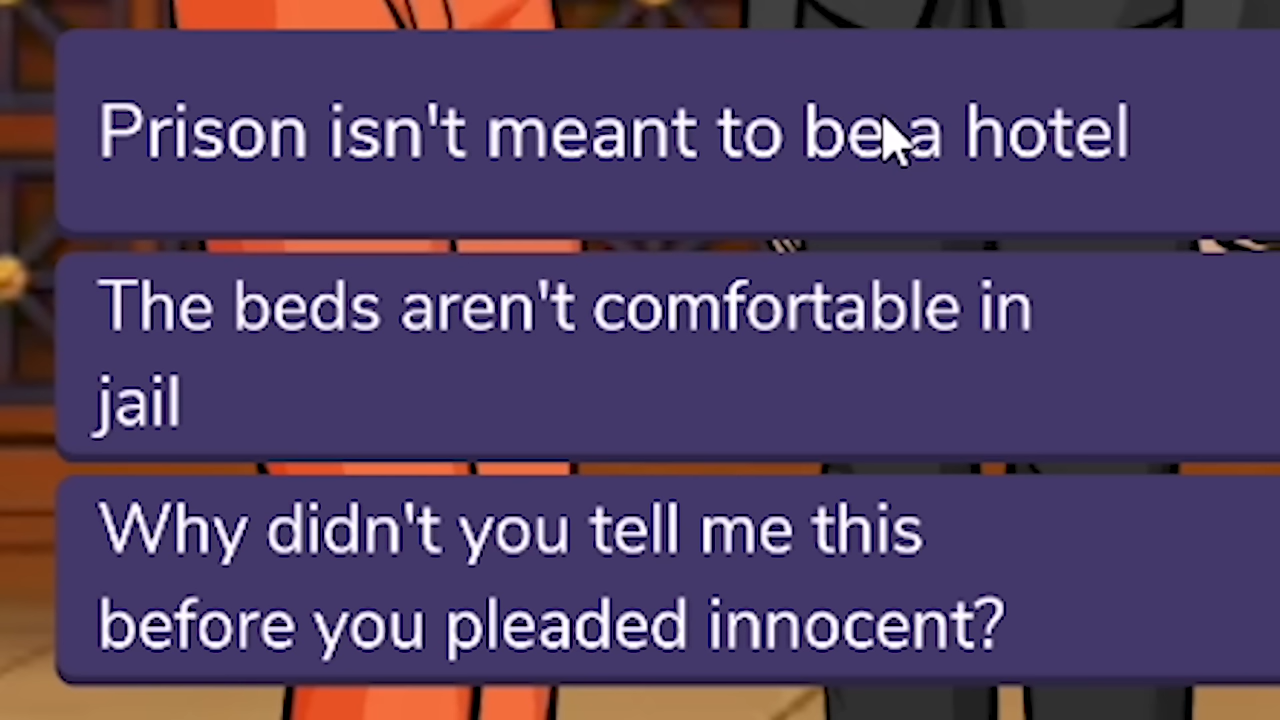 Prison isn't meant to be a hotel
The beds aren't comfortable in
jail
Why didn't you tell me this
before you pleaded innocent?